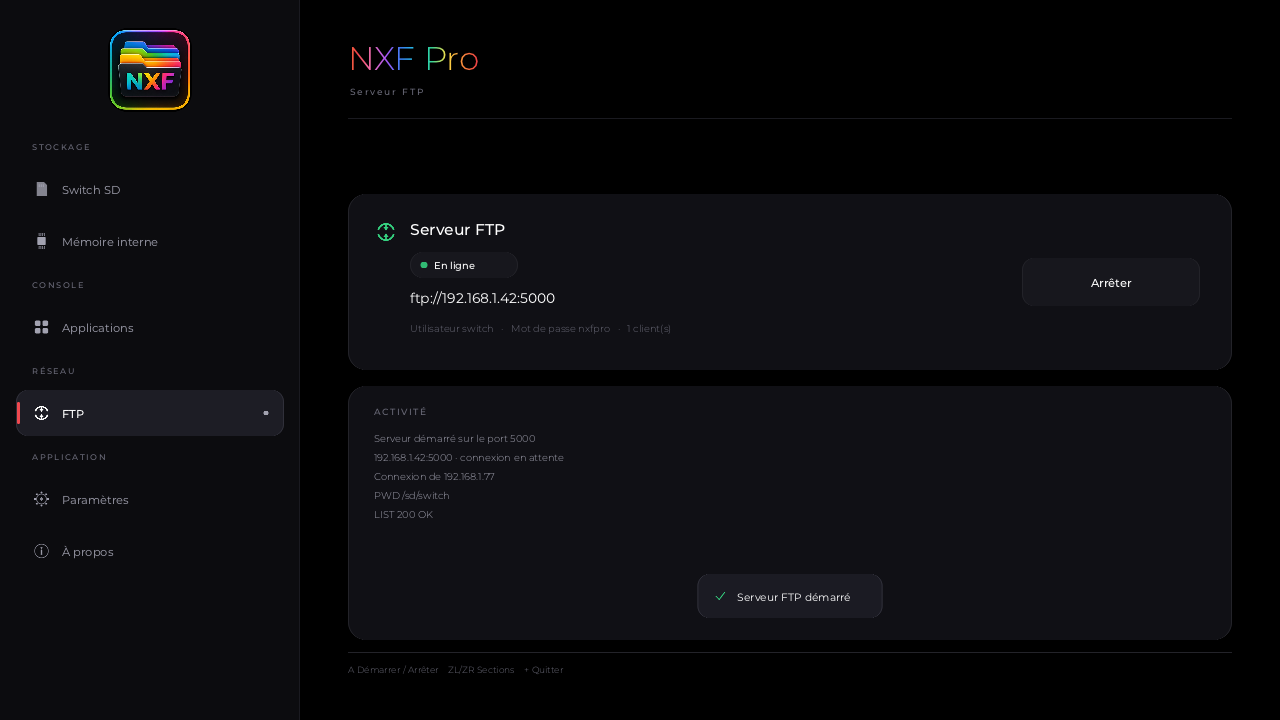 NXF
STOCKAGE
Switch SD
Mémoire interne
CONSOLE
Applications
RÉSEAU
FTP
APPLICATION
Paramètres
À propos
NXF Pro
Serveur FTP
Serveur FTP
En ligne
ftp://192.168.1.42:5000
Utilisateur switch · Mot de passe nxfpro · 1 client(s)
Arrêter
ACTIVITÉ
Serveur démarré sur le port 5000
192.168.1.42:5000 · connexion en attente
Connexion de 192.168.1.77
PWD /sd/switch
LIST 200 OK
Serveur FTP démarré
A Démarrer / Arrêter ZL/ZR Sections + Quitter